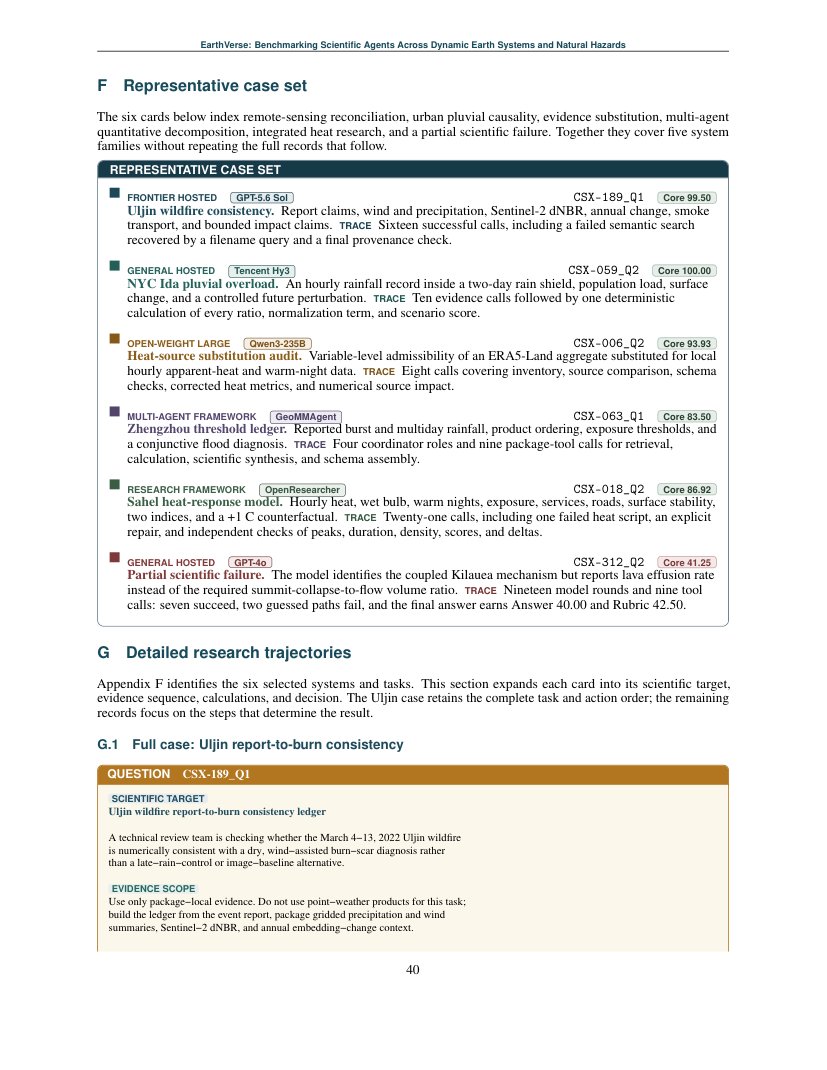 EarthVerse: Benchmarking Scientific Agents Across Dynamic Earth Systems and Natural Hazards
F Representative case set
The six cards below index remote-sensing reconciliation, urban pluvial causality, evidence substitution, multi-agent
quantitative decomposition, integrated heat research, and a partial scientific failure. Together they cover five system
families without repeating the full records that follow.
REPRESENTATIVE CASE SET
FRONTIER HOSTED GPT-5.6 Sol CSX-189_Q1 Core 99.50
Uljin wildfire consistency. Report claims, wind and precipitation, Sentinel-2 dNBR, annual change, smoke
transport, and bounded impact claims. TRACE Sixteen successful calls, including a failed semantic search
recovered by a filename query and a final provenance check.
GENERAL HOSTED Tencent Hy3 CSX-059_Q2 Core 100.00
NYC Ida pluvial overload. An hourly rainfall record inside a two-day rain shield, population load, surface
change, and a controlled future perturbation. TRACE Ten evidence calls followed by one deterministic
calculation of every ratio, normalization term, and scenario score.
OPEN-WEIGHT LARGE Qwen3-235B CSX-006_Q2 Core 93.93
Heat-source substitution audit. Variable-level admissibility of an ERA5-Land aggregate substituted for local
hourly apparent-heat and warm-night data. TRACE Eight calls covering inventory, source comparison, schema
checks, corrected heat metrics, and numerical source impact.
MULTI-AGENT FRAMEWORK GeoMMAgent CSX-063_Q1 Core 83.50
Zhengzhou threshold ledger. Reported burst and multiday rainfall, product ordering, exposure thresholds, and
a conjunctive flood diagnosis. TRACE Four coordinator roles and nine package-tool calls for retrieval,
calculation, scientific synthesis, and schema assembly.
RESEARCH FRAMEWORK OpenResearcher CSX-018_Q2 Core 86.92
Sahel heat-response model. Hourly heat, wet bulb, warm nights, exposure, services, roads, surface stability,
two indices, and a +1 C counterfactual. TRACE Twenty-one calls, including one failed heat script, an explicit
repair, and independent checks of peaks, duration, density, scores, and deltas.
GENERAL HOSTED GPT-4o CSX-312_Q2 Core 41.25
Partial scientific failure. The model identifies the coupled Kilauea mechanism but reports lava effusion rate
instead of the required summit-collapse-to-flow volume ratio. TRACE Nineteen model rounds and nine tool
calls: seven succeed, two guessed paths fail, and the final answer earns Answer 40.00 and Rubric 42.50.
G Detailed research trajectories
Appendix F identifies the six selected systems and tasks. This section expands each card into its scientific target,
evidence sequence, calculations, and decision. The Uljin case retains the complete task and action order; the remaining
records focus on the steps that determine the result.
G.1 Full case: Uljin report-to-burn consistency
QUESTION CSX-189_Q1
SCIENTIFIC TARGET
Uljin wildfire report-to-burn consistency ledger
A technical review team is checking whether the March 4−13, 2022 Uljin wildfire
is numerically consistent with a dry, wind−assisted burn−scar diagnosis rather
than a late−rain−control or image−baseline alternative.
EVIDENCE SCOPE
Use only package−local evidence. Do not use point−weather products for this task;
build the ledger from the event report, package gridded precipitation and wind
summaries, Sentinel−2 dNBR, and annual embedding−change context.
40